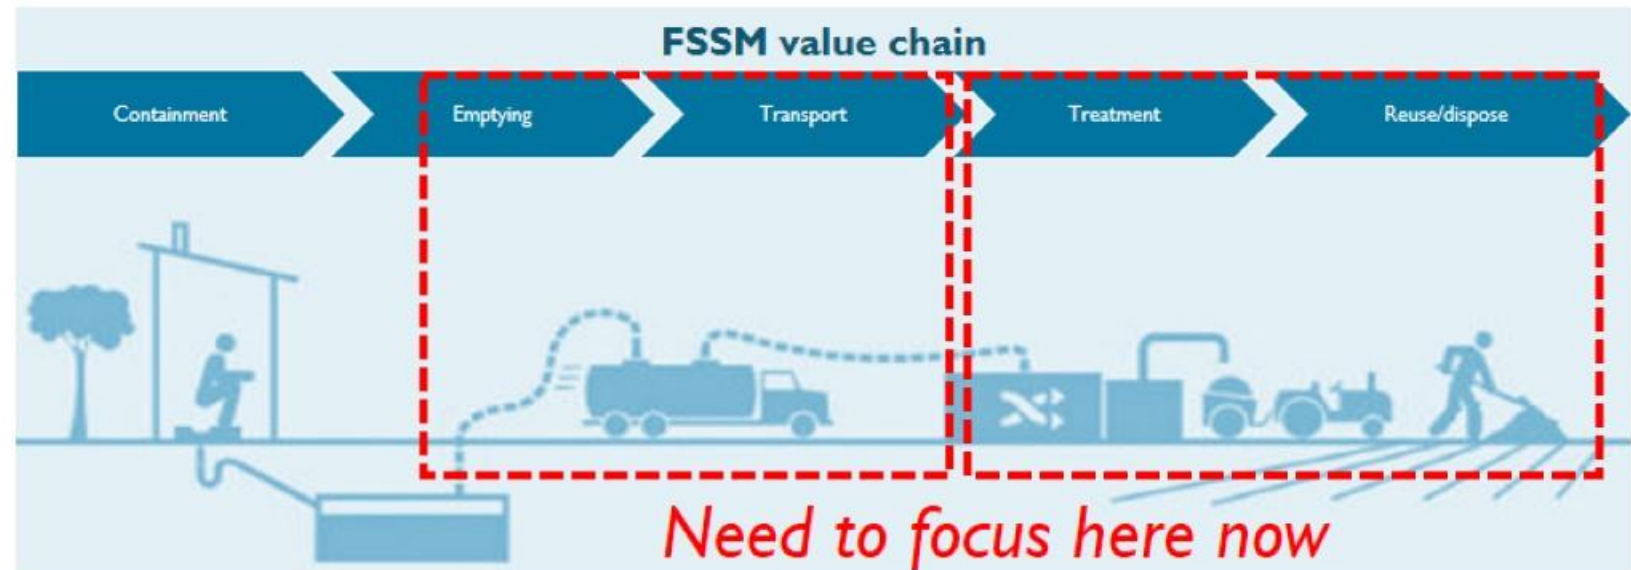 FSSM value chain
Containment
Emptying
Transport
Treatment
Reuse/dispose
Need to focus here now